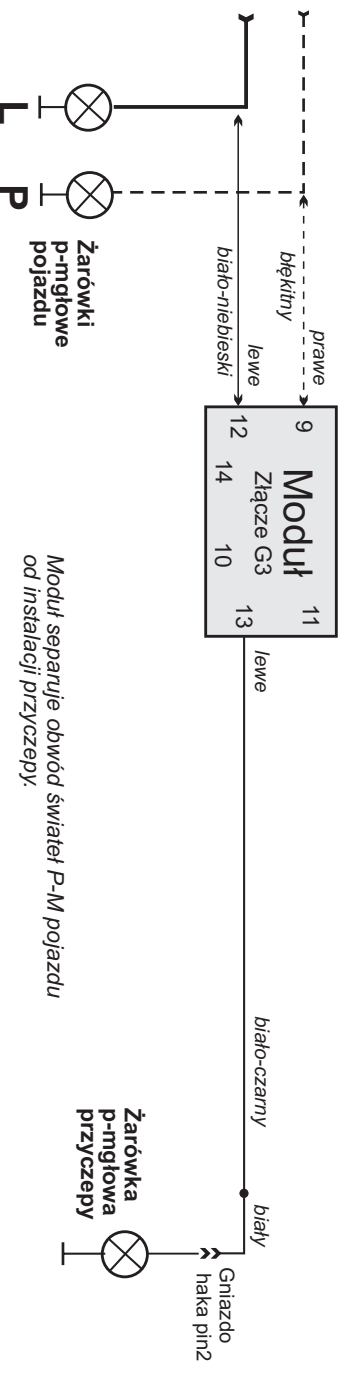 prawe
błękitny
lewe
biało-niebieski
L
P
Żarówki
p-mgłowe
pojazdu
9
11
Moduł
Złącze G3
12
14
10
13
lewe
biało-czarny
biały
Gniazdo
haka pin2
Żarówka
p-mgłowa
przyczepy
Moduł separuje obwód świateł P-M pojazdu
od instalacji przyczepy.